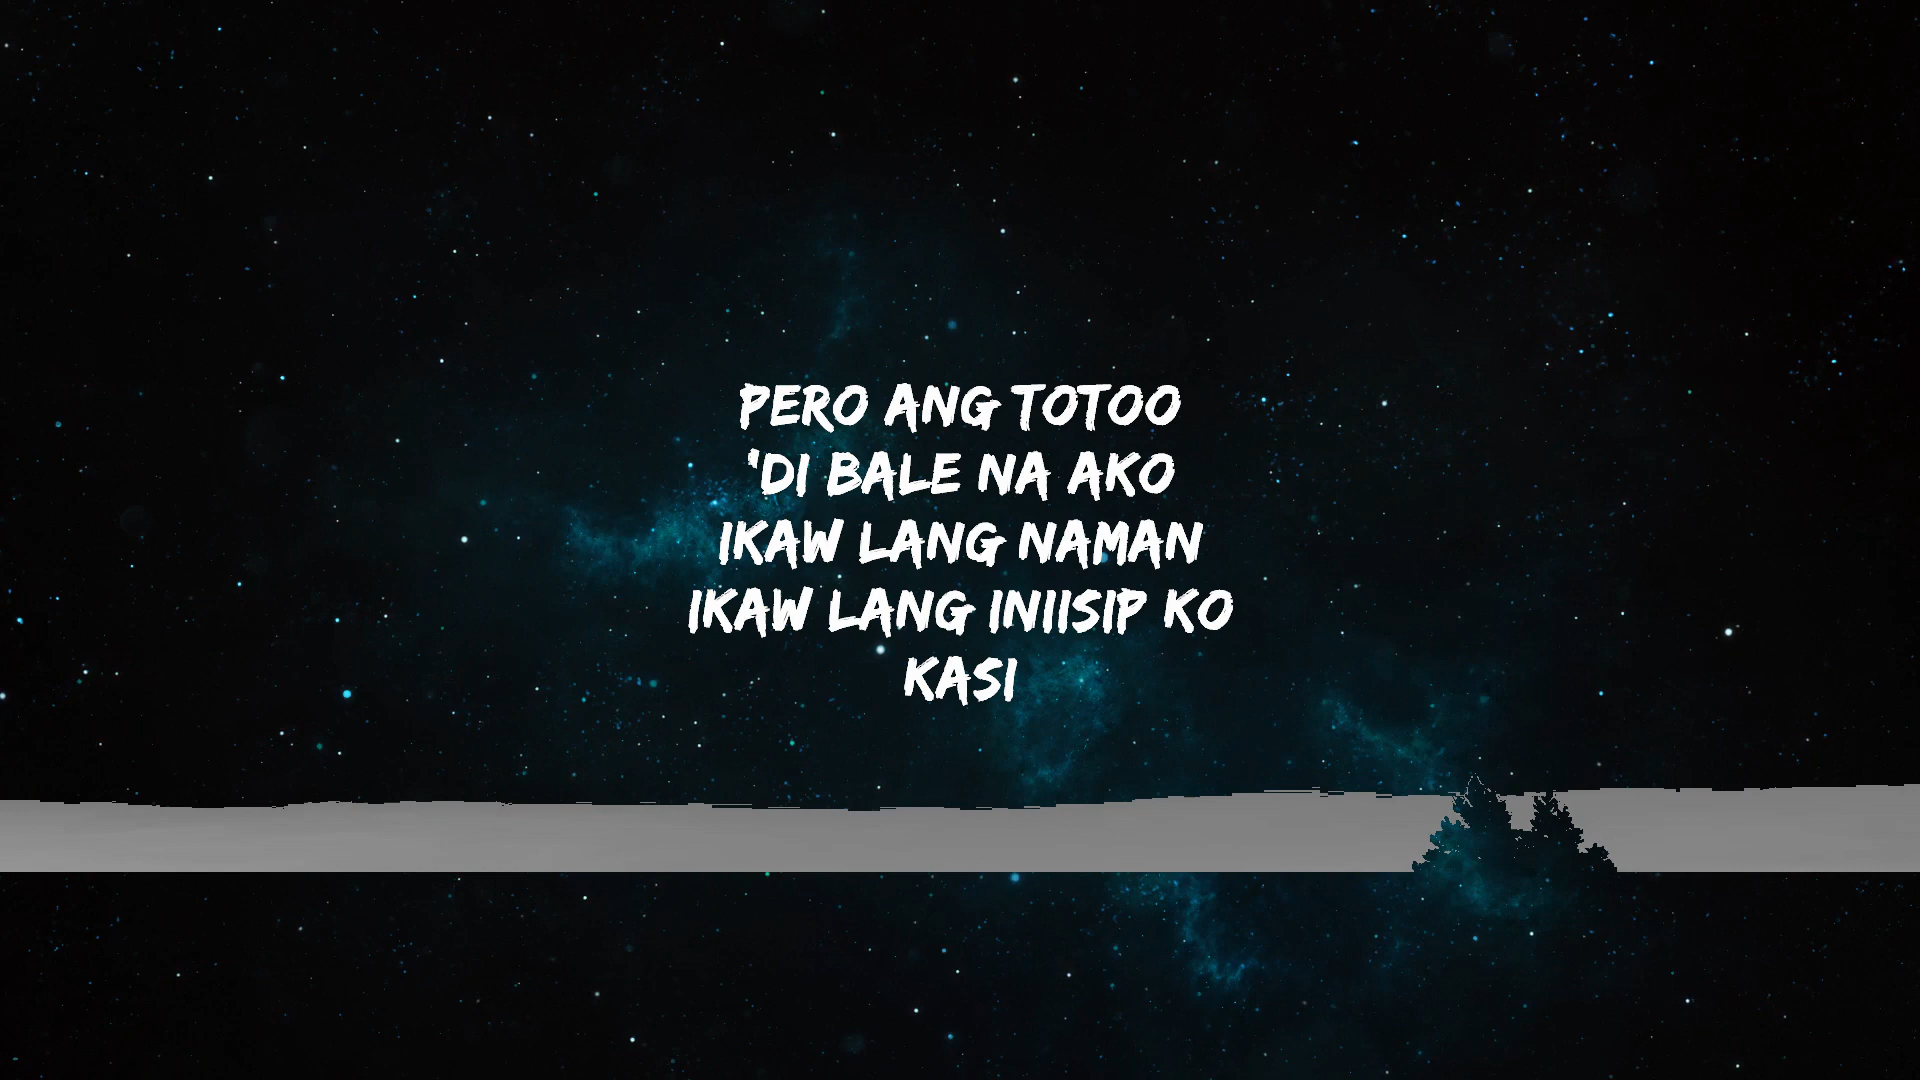 PERO ANG TOTOO
'DI BALE NA AKO
IKAW LANG NAMAN
IKAW LANG INIISIP KO
KASI